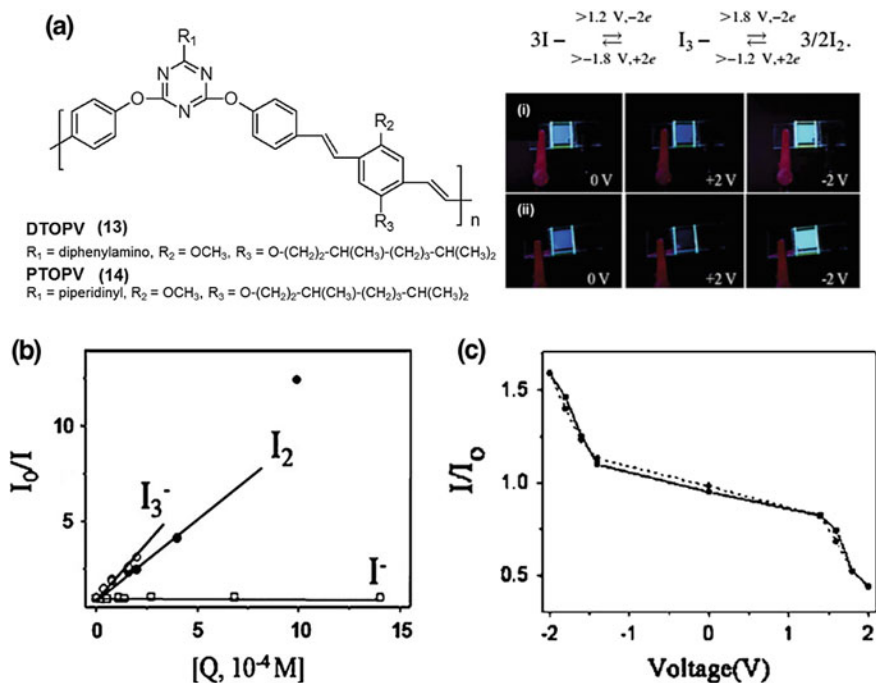 (a)
R₁
N
N
N
O
O
R₂
R₃
n
DTOPV (13)
R₁ = diphenylamino, R₂ = OCH₃, R₃ = O-(CH₂)₂-CH(CH₃)-(CH₂)₃-CH(CH₃)₂
PTOPV (14)
R₁ = piperidinyl, R₂ = OCH₃, R₃ = O-(CH₂)₂-CH(CH₃)-(CH₂)₃-CH(CH₃)₂
>1.2 V,-2e >1.8 V,-2e
3I − ⇄ I₃ − ⇄ 3/2I₂.
>−1.8 V,+2e >−1.2 V,+2e
(i)
0 V +2 V -2 V
(ii)
0 V +2 V -2 V
(b)
I₀/I
10
5
I₃⁻
I₂
I⁻
0 5 10 15
[Q, 10⁻⁴ M]
(c)
I/I₀
1.5
1.0
0.5
-2 -1 0 1 2
Voltage(V)